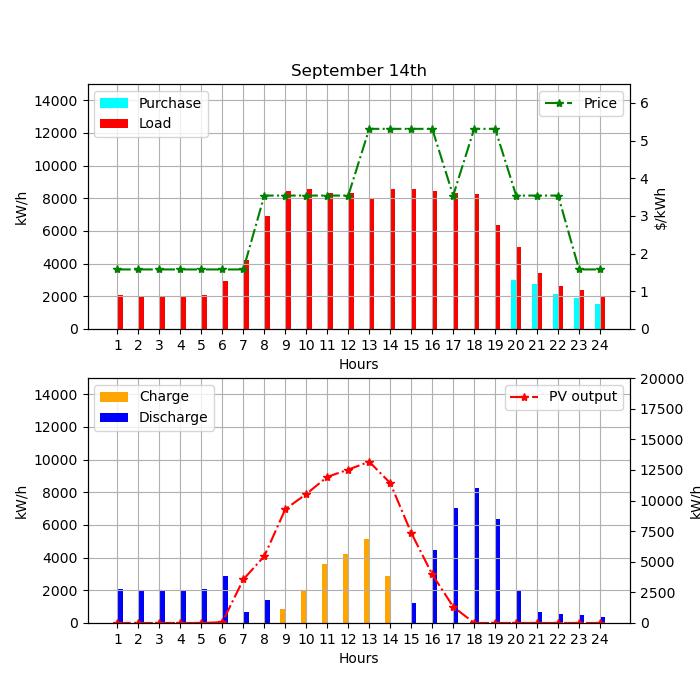 September 14th
Purchase
Load
Price
14000
12000
10000
8000
6000
4000
2000
0
kW/h
6
5
4
3
2
1
0
$/kWh
1 2 3 4 5 6 7 8 9 10 11 12 13 14 15 16 17 18 19 20 21 22 23 24
Hours
Charge
Discharge
PV output
14000
12000
10000
8000
6000
4000
2000
0
kW/h
20000
17500
15000
12500
10000
7500
5000
2500
0
kW/h
1 2 3 4 5 6 7 8 9 10 11 12 13 14 15 16 17 18 19 20 21 22 23 24
Hours